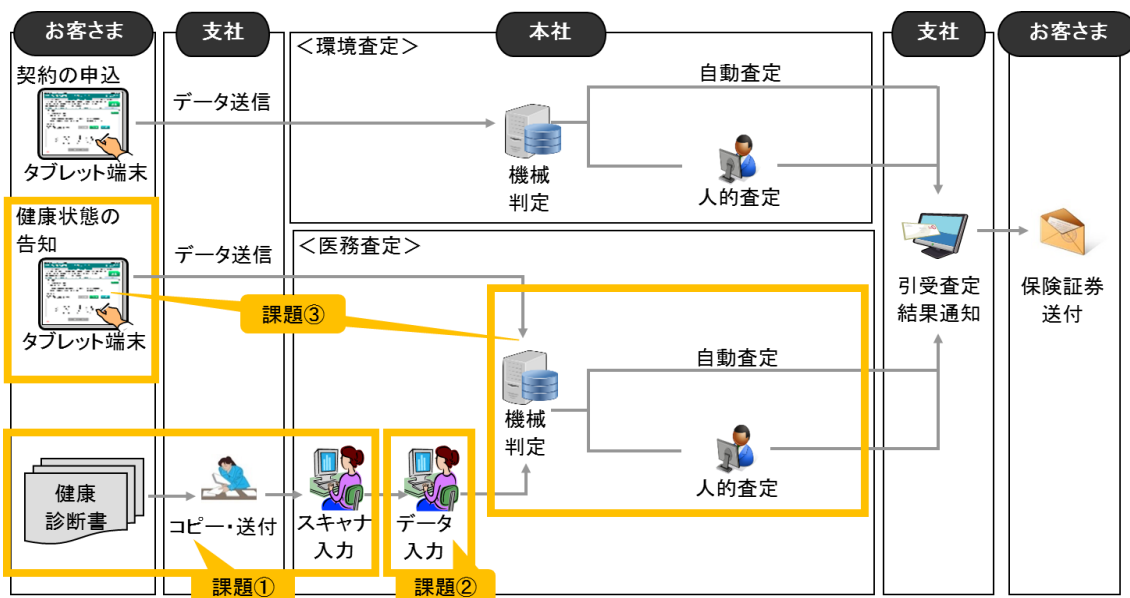 お客さま
支社
本社
支社
お客さま
契約の申込
タブレット端末
データ送信
＜環境査定＞
機械
判定
自動査定
人的査定
健康状態の
告知
タブレット端末
データ送信
＜医務査定＞
課題③
機械
判定
自動査定
人的査定
引受査定
結果通知
保険証券
送付
健康
診断書
コピー・送付
スキャナ
入力
データ
入力
課題①
課題②